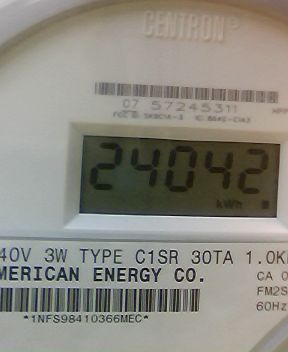 CENTRON®
07 57245311
24042
kWh
40V 3W TYPE C1SR 30TA 1.0K
MERICAN ENERGY CO.
CA 0
FM2S
60Hz
*1NFS98410366MEC*